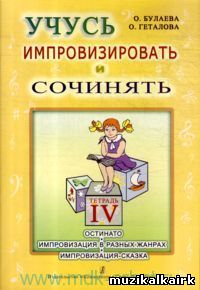 О. БУЛАЕВА
О. ГЕТАЛОВА
УЧУСЬ
ИМПРОВИЗИРОВАТЬ
и
СОЧИНЯТЬ
ТЕТРАДЬ
IV
ОСТИНАТО
ИМПРОВИЗАЦИЯ В РАЗНЫХ ЖАНРАХ
ИМПРОВИЗАЦИЯ-СКАЗКА
muzikalkairk